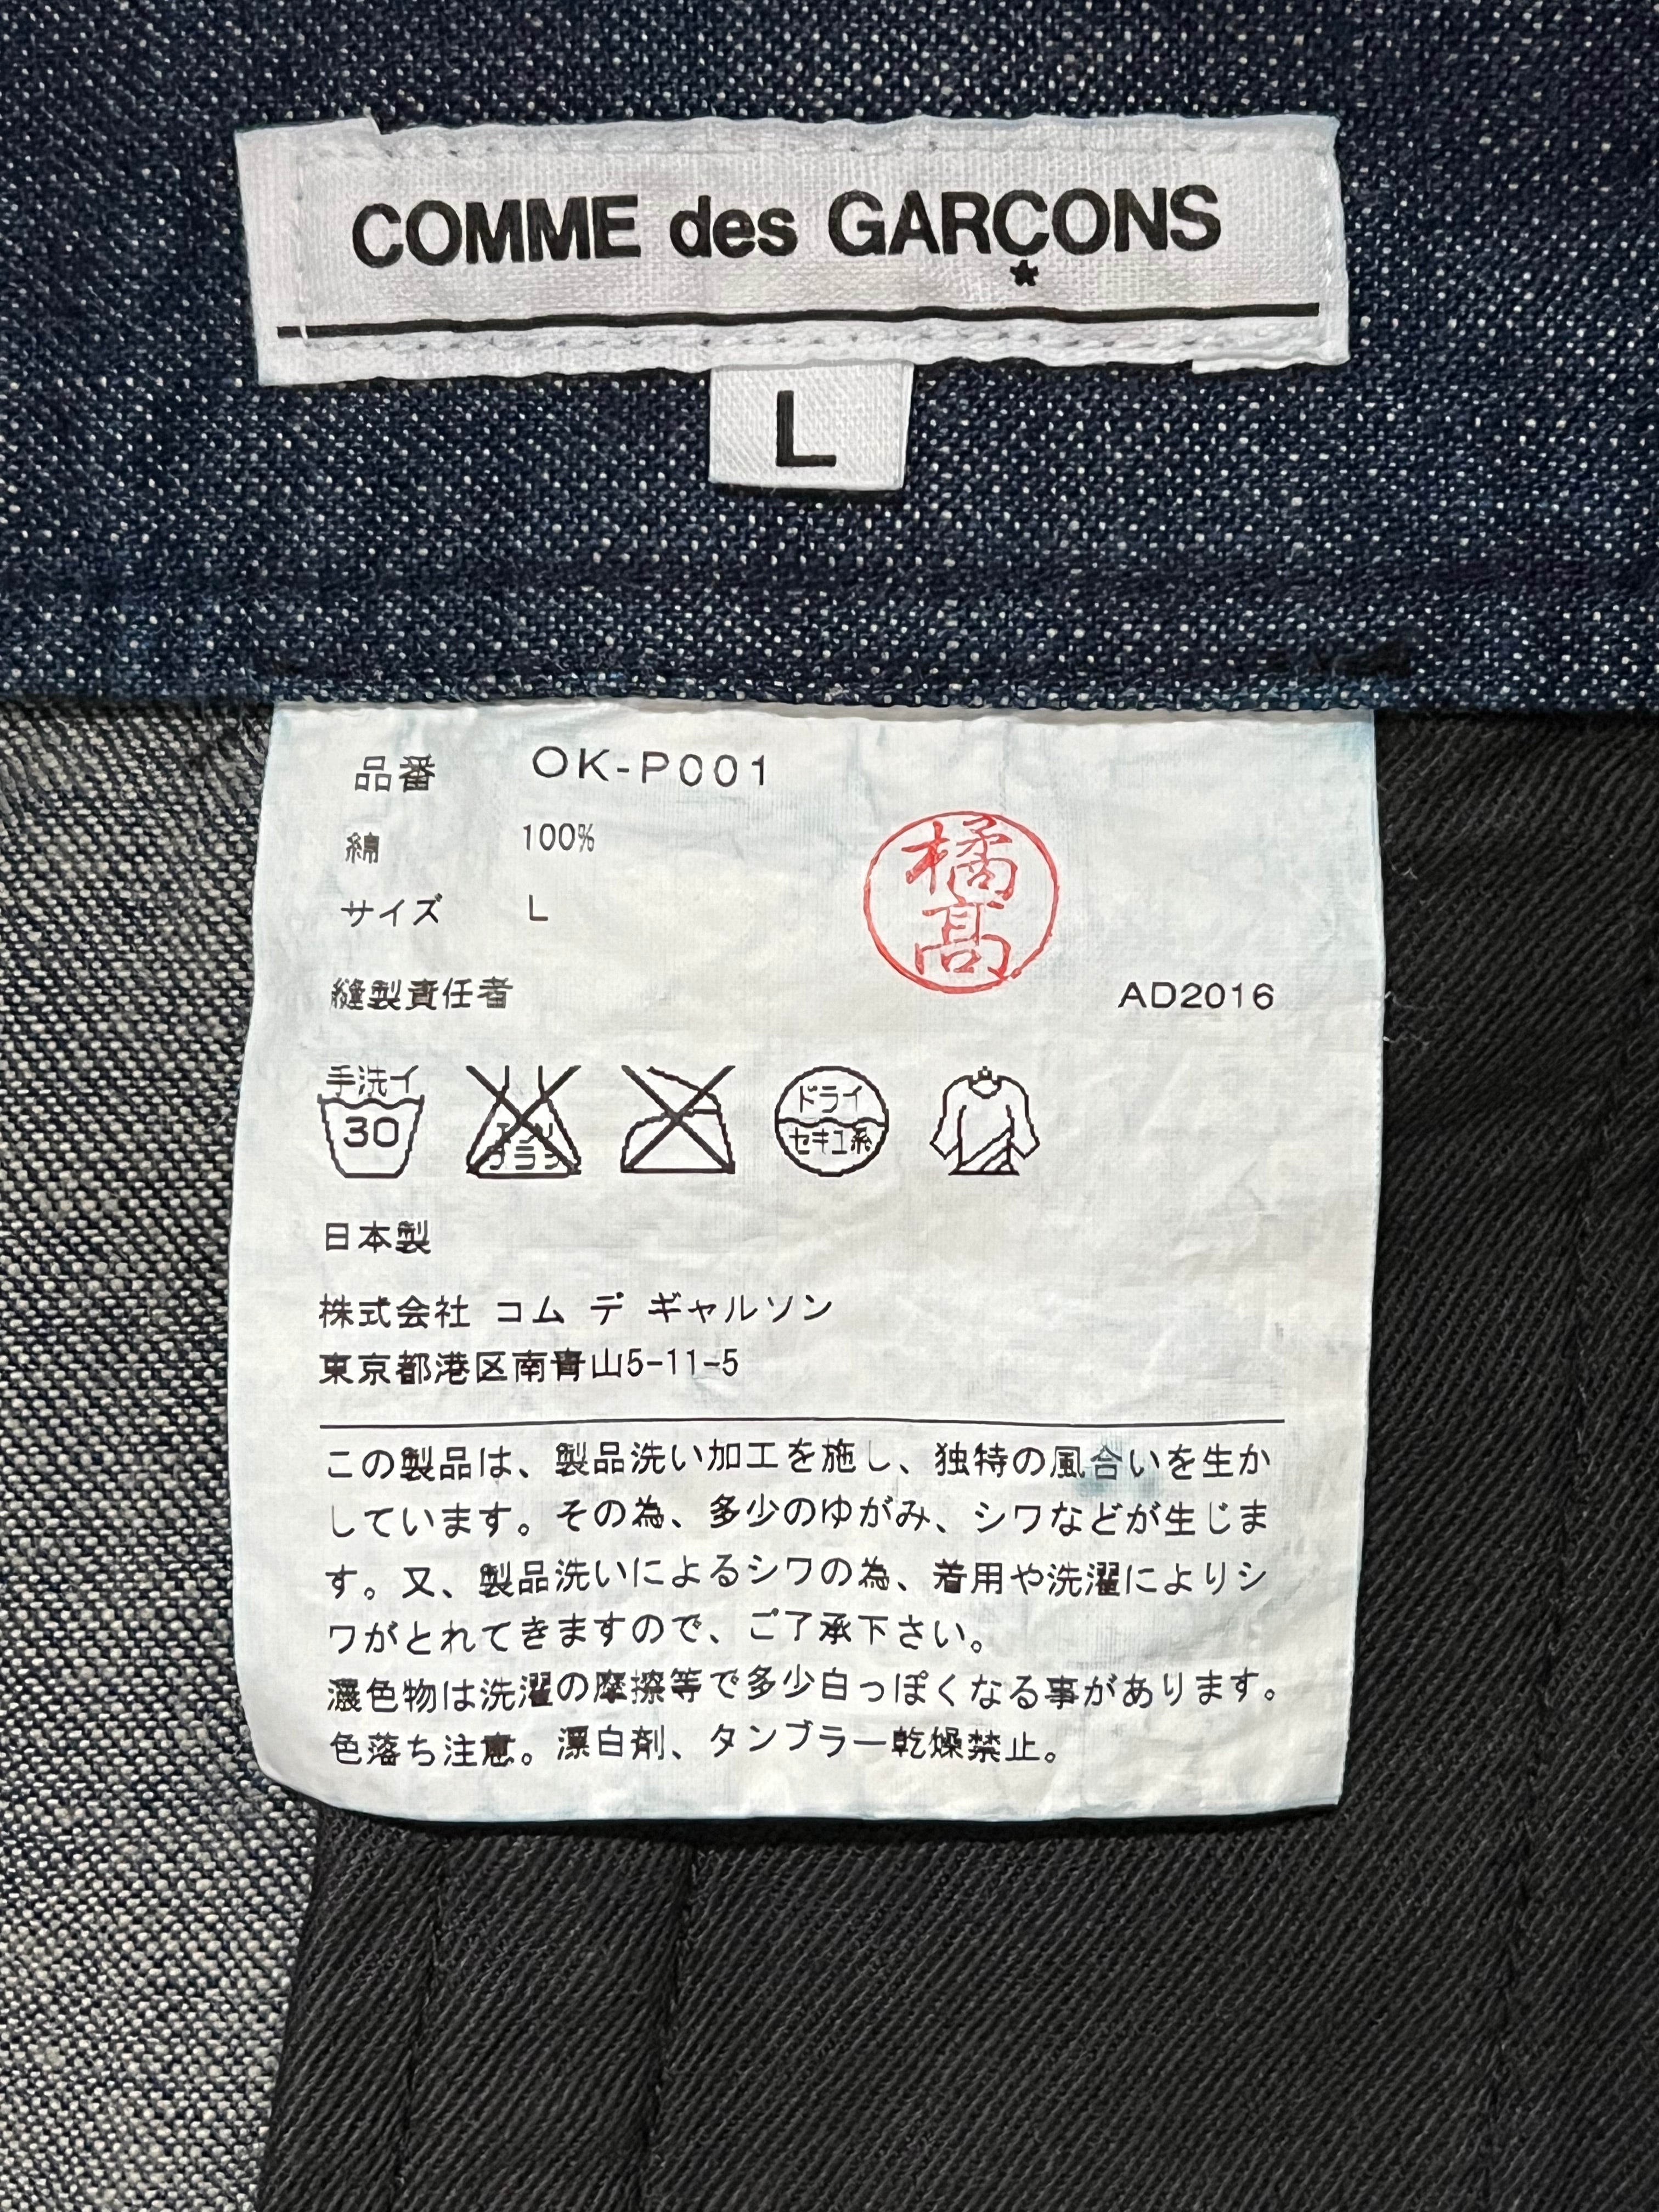 COMME des GARÇONS
L
品番 OK-P001
綿 100%
サイズ L
橘髙
縫製責任者 AD2016
手洗イ
30
エンソ
サラシ
ドライ
セキユ系
日本製
株式会社 コム デ ギャルソン
東京都港区南青山5-11-5
この製品は、製品洗い加工を施し、独特の風合いを生か
しています。その為、多少のゆがみ、シワなどが生じま
す。又、製品洗いによるシワの為、着用や洗濯によりシ
ワがとれてきますので、ご了承下さい。
濃色物は洗濯の摩擦等で多少白っぽくなる事があります。
色落ち注意。漂白剤、タンブラー乾燥禁止。